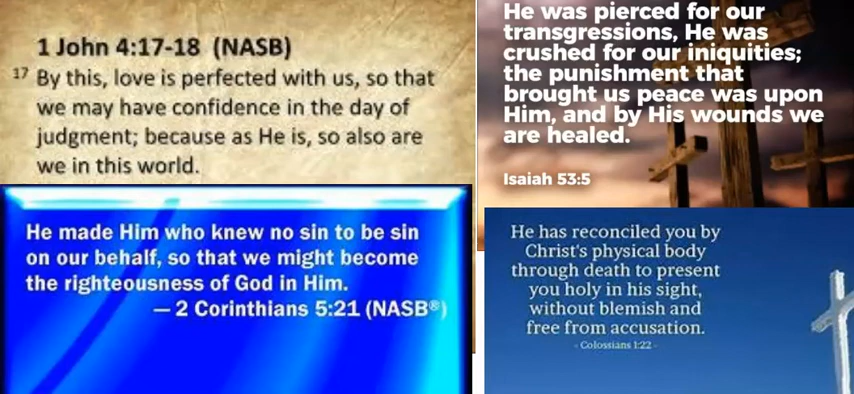 1 John 4:17-18 (NASB)
17 By this, love is perfected with us, so that
we may have confidence in the day of
judgment; because as He is, so also are
we in this world.
He made Him who knew no sin to be sin
on our behalf, so that we might become
the righteousness of God in Him.
— 2 Corinthians 5:21 (NASB®)
He was pierced for our
transgressions, He was
crushed for our iniquities;
the punishment that
brought us peace was upon
Him, and by His wounds we
are healed.
Isaiah 53:5
He has reconciled you by
Christ's physical body
through death to present
you holy in his sight,
without blemish and
free from accusation.
- Colossians 1:22 -